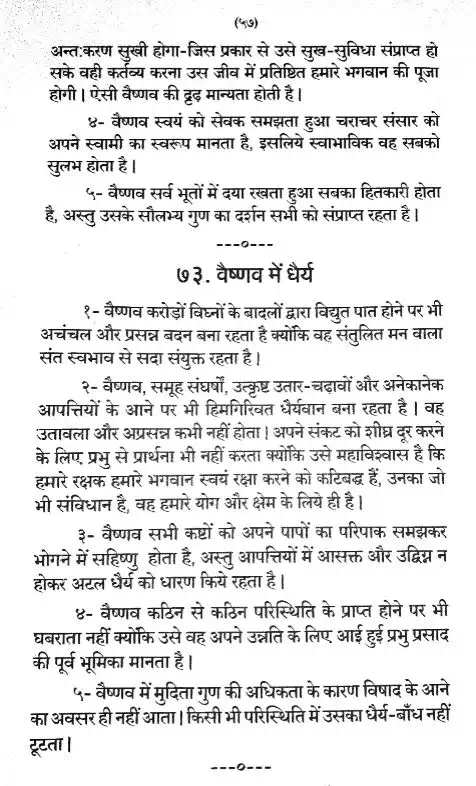 (५७)
अन्तःकरण सुखी होगा-जिस प्रकार से उसे सुख-सुविधा संप्राप्त हो
सके वही कर्तव्य करना उस जीव में प्रतिष्ठित हमारे भगवान की पूजा
होगी। ऐसी वैष्णव की दृढ़ मान्यता होती है।
४- वैष्णव स्वयं को सेवक समझता हुआ चराचर संसार को
अपने स्वामी का स्वरूप मानता है, इसलिये स्वाभाविक वह सबको
सुलभ होता है।
५- वैष्णव सर्व भूतों में दया रखता हुआ सबका हितकारी होता
है, अस्तु उसके सौलभ्य गुण का दर्शन सभी को संप्राप्त रहता है।
---०---
७३. वैष्णव में धैर्य
१- वैष्णव करोड़ों विघ्नों के बादलों द्वारा विद्युत पात होने पर भी
अचंचल और प्रसन्न बदन बना रहता है क्योंकि वह संतुलित मन वाला
संत स्वभाव से सदा संयुक्त रहता है।
२- वैष्णव, समूह संघर्षों, उत्कृष्ट उतार-चढ़ावों और अनेकानेक
आपत्तियों के आने पर भी हिमगिरिवत धैर्यवान बना रहता है। वह
उतावला और अप्रसन्न कभी नहीं होता। अपने संकट को शीघ्र दूर करने
के लिए प्रभु से प्रार्थना भी नहीं करता क्योंकि उसे महाविश्वास है कि
हमारे रक्षक हमारे भगवान स्वयं रक्षा करने को कटिबद्ध हैं, उनका जो
भी संविधान है, वह हमारे योग और क्षेम के लिये ही है।
३- वैष्णव सभी कष्टों को अपने पापों का परिपाक समझकर
भोगने में सहिष्णु होता है, अस्तु आपत्तियों में आसक्त और उद्विग्न न
होकर अटल धैर्य को धारण किये रहता है।
४- वैष्णव कठिन से कठिन परिस्थिति के प्राप्त होने पर भी
घबराता नहीं क्योंकि उसे वह अपने उन्नति के लिए आई हुई प्रभु प्रसाद
की पूर्व भूमिका मानता है।
५- वैष्णव में मुदिता गुण की अधिकता के कारण विषाद के आने
का अवसर ही नहीं आता। किसी भी परिस्थिति में उसका धैर्य-बाँध नहीं
टूटता।
---०---